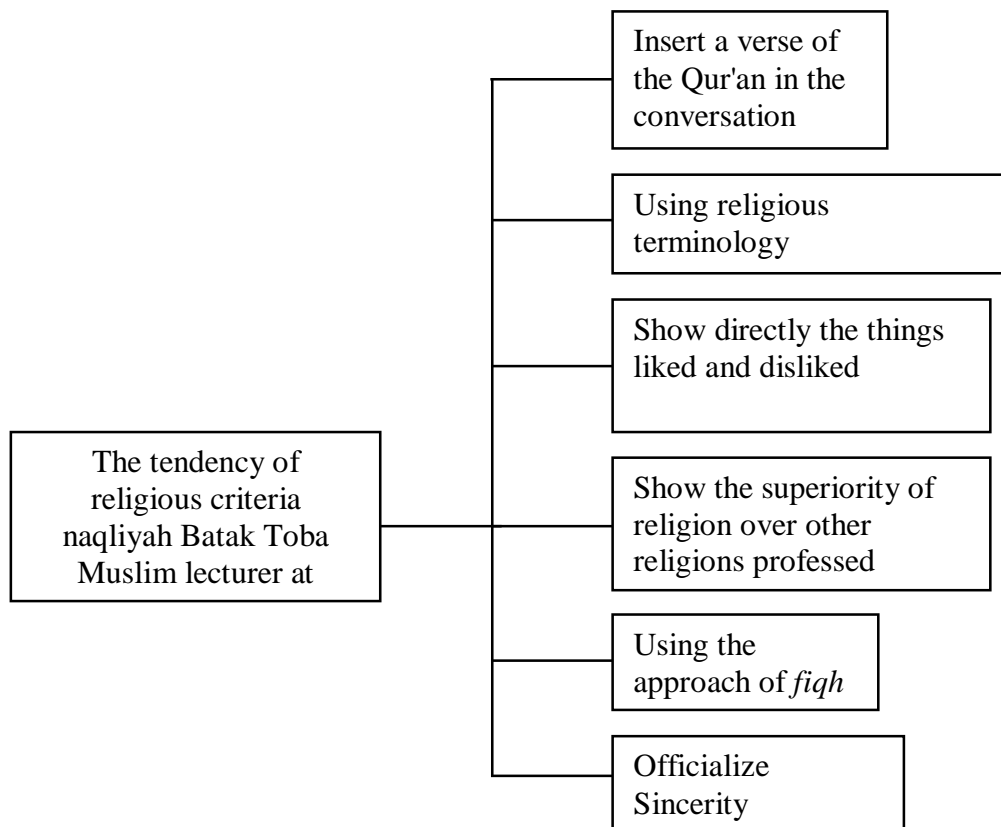 Insert a verse of
the Qur'an in the
conversation
Using religious
terminology
Show directly the things
liked and disliked
The tendency of
religious criteria
naqliyah Batak Toba
Muslim lecturer at
Show the superiority of
religion over other
religions professed
Using the
approach of fiqh
Officialize
Sincerity